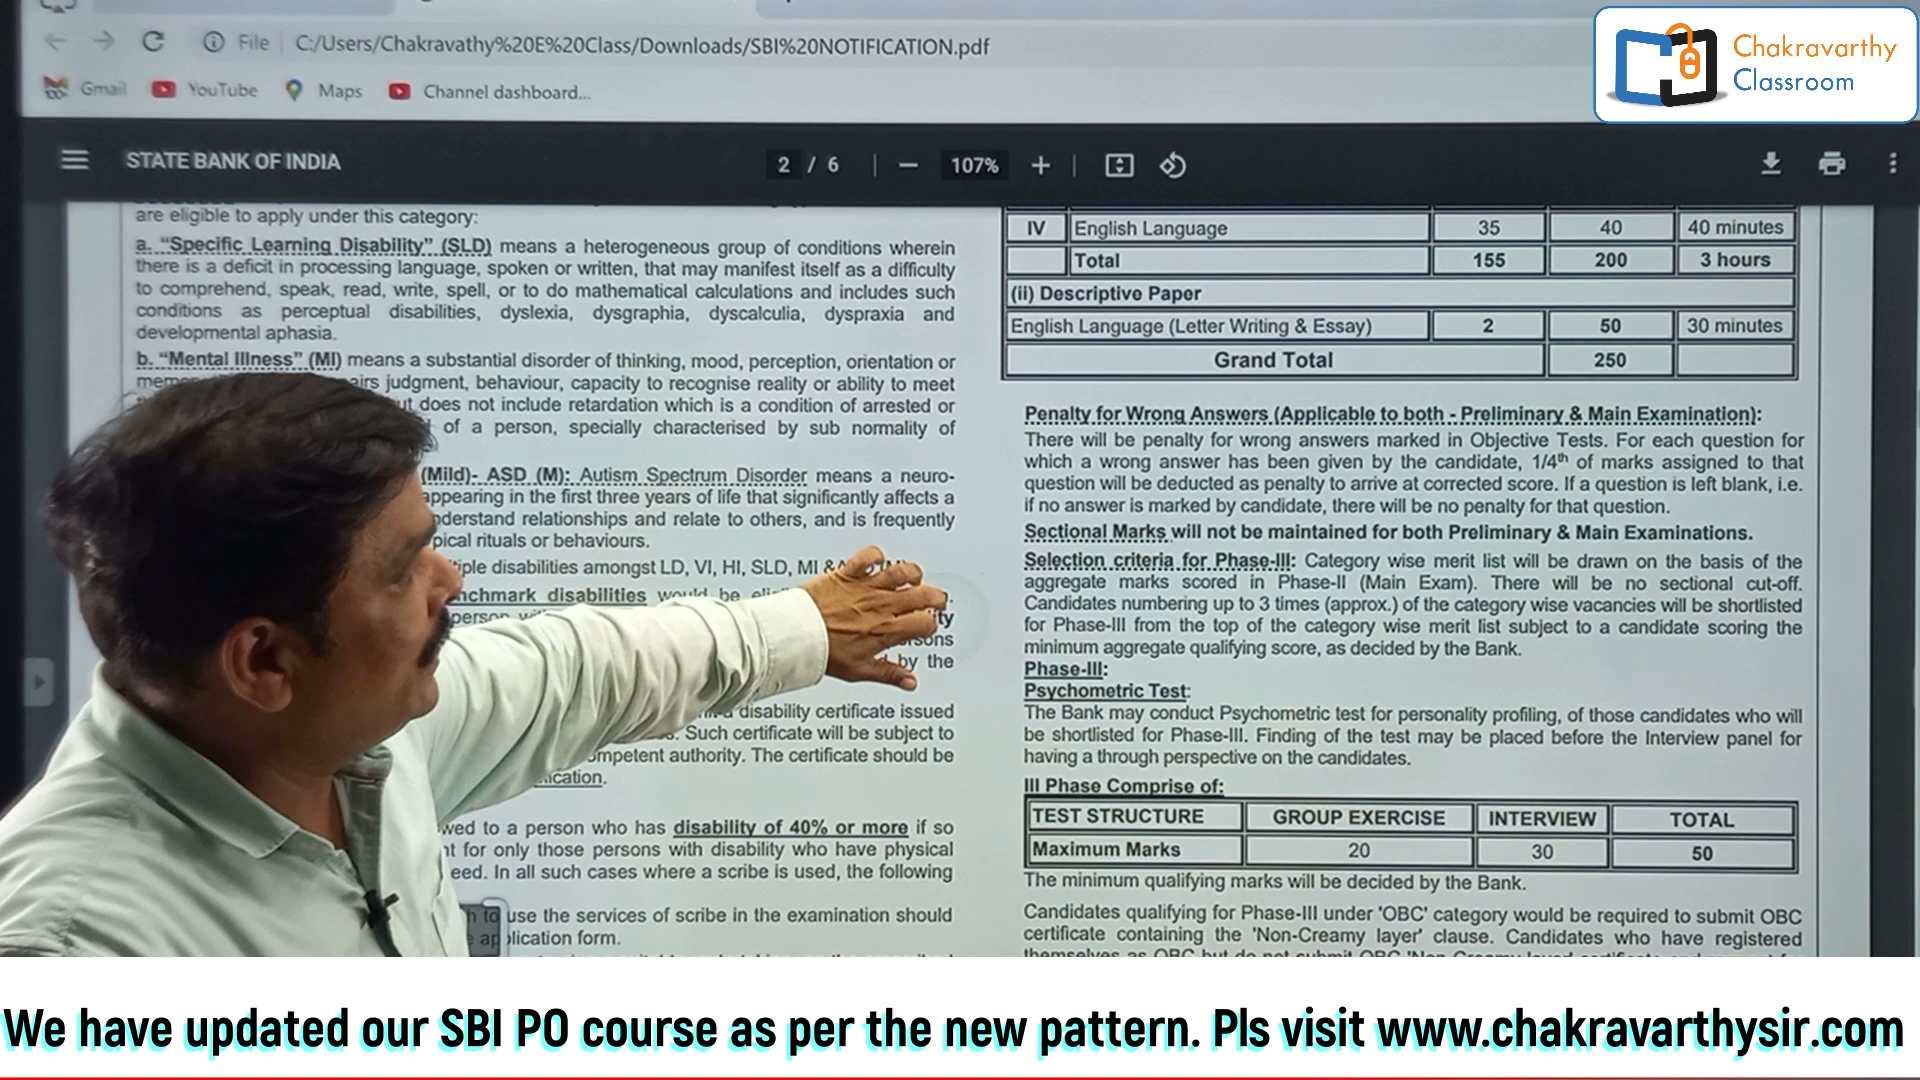 File
C:/Users/Chakravathy%20E%20Class/Downloads/SBI%20NOTIFICATION.pdf
Chakravarthy
Classroom
Gmail
YouTube
Maps
Channel dashboard...
STATE BANK OF INDIA
2 / 6
107%
are eligible to apply under this category:
a. "Specific Learning Disability" (SLD) means a heterogeneous group of conditions wherein
there is a deficit in processing language, spoken or written, that may manifest itself as a difficulty
to comprehend, speak, read, write, spell, or to do mathematical calculations and includes such
conditions as perceptual disabilities, dyslexia, dysgraphia, dyscalculia, dyspraxia and
developmental aphasia.
b. "Mental Illness" (MI) means a substantial disorder of thinking, mood, perception, orientation or
judgment, behaviour, capacity to recognise reality or ability to meet
does not include retardation which is a condition of arrested or
of a person, specially characterised by sub normality of
(Mild)- ASD (M): Autism Spectrum Disorder means a neuro-
appearing in the first three years of life that significantly affects a
relationships and relate to others, and is frequently
rituals or behaviours.
disabilities amongst LD, VI, HI, SLD, MI &
disabilities would be
person
by the
disability certificate issued
. Such certificate will be subject to
authority. The certificate should be
to a person who has disability of 40% or more if so
for only those persons with disability who have physical
. In all such cases where a scribe is used, the following
to use the services of scribe in the examination should
application form.
IV English Language 35 40 40 minutes
Total 155 200 3 hours
(ii) Descriptive Paper
English Language (Letter Writing & Essay) 2 50 30 minutes
Grand Total 250
Penalty for Wrong Answers (Applicable to both - Preliminary & Main Examination):
There will be penalty for wrong answers marked in Objective Tests. For each question for
which a wrong answer has been given by the candidate, 1/4th of marks assigned to that
question will be deducted as penalty to arrive at corrected score. If a question is left blank, i.e.
if no answer is marked by candidate, there will be no penalty for that question.
Sectional Marks will not be maintained for both Preliminary & Main Examinations.
Selection criteria for Phase-III: Category wise merit list will be drawn on the basis of the
aggregate marks scored in Phase-II (Main Exam). There will be no sectional cut-off.
Candidates numbering up to 3 times (approx.) of the category wise vacancies will be shortlisted
for Phase-III from the top of the category wise merit list subject to a candidate scoring the
minimum aggregate qualifying score, as decided by the Bank.
Phase-III:
Psychometric Test:
The Bank may conduct Psychometric test for personality profiling, of those candidates who will
be shortlisted for Phase-III. Finding of the test may be placed before the Interview panel for
having a through perspective on the candidates.
III Phase Comprise of:
TEST STRUCTURE GROUP EXERCISE INTERVIEW TOTAL
Maximum Marks 20 30 50
The minimum qualifying marks will be decided by the Bank.
Candidates qualifying for Phase-III under 'OBC' category would be required to submit OBC
certificate containing the 'Non-Creamy layer' clause. Candidates who have registered
We have updated our SBI PO course as per the new pattern. Pls visit www.chakravarthysir.com